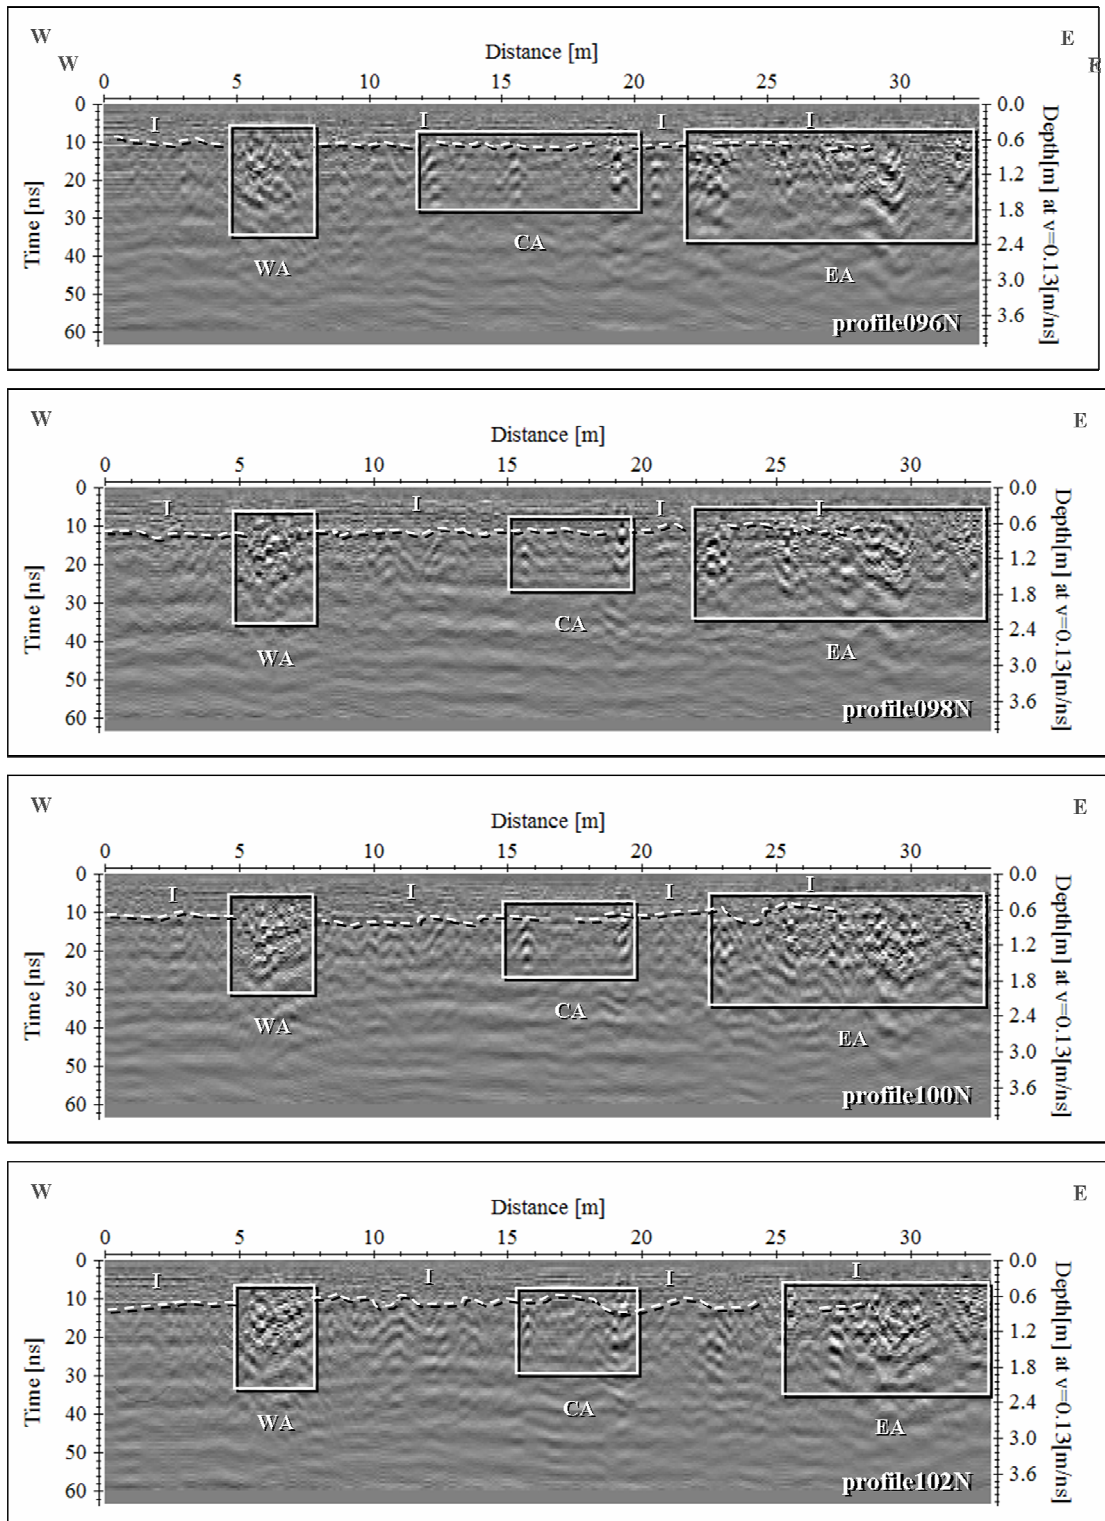 W E
W E
Distance [m]
0 5 10 15 20 25 30
0 10 20 30 40 50 60
Time [ns]
0.0 0.6 1.2 1.8 2.4 3.0 3.6
Depth[m] at v=0.13[m/ns]
I I I I
WA CA EA
profile096N
W E
Distance [m]
0 5 10 15 20 25 30
0 10 20 30 40 50 60
Time [ns]
0.0 0.6 1.2 1.8 2.4 3.0 3.6
Depth[m] at v=0.13[m/ns]
I I I I
WA CA EA
profile098N
W E
Distance [m]
0 5 10 15 20 25 30
0 10 20 30 40 50 60
Time [ns]
0.0 0.6 1.2 1.8 2.4 3.0 3.6
Depth[m] at v=0.13[m/ns]
I I I I
WA CA EA
profile100N
W E
Distance [m]
0 5 10 15 20 25 30
0 10 20 30 40 50 60
Time [ns]
0.0 0.6 1.2 1.8 2.4 3.0 3.6
Depth[m] at v=0.13[m/ns]
I I I I
WA CA EA
profile102N